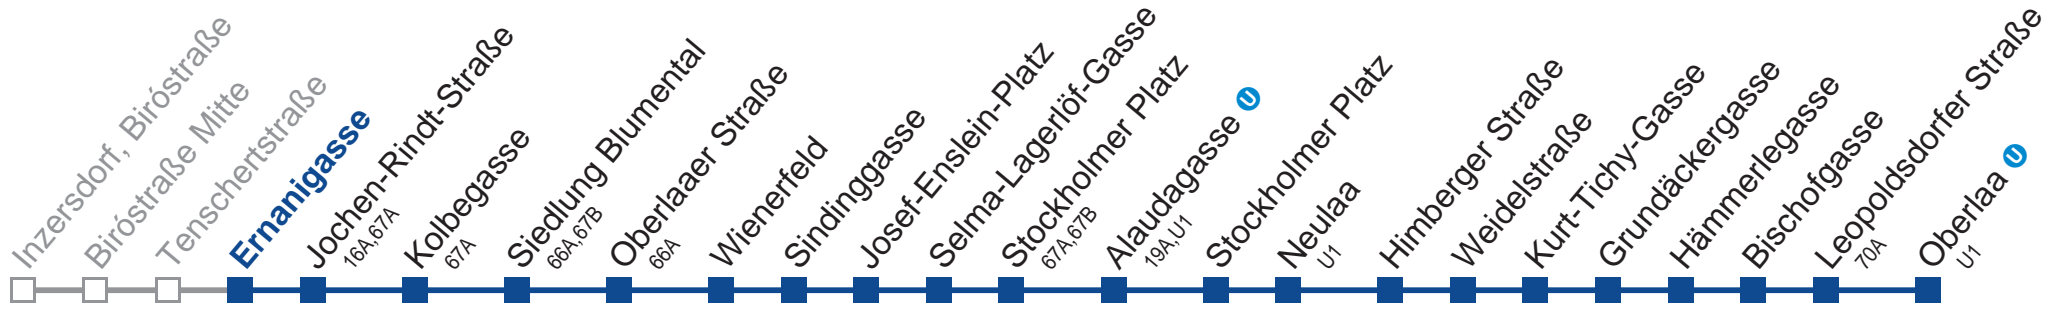 Inzersdorf, Biróstraße
Biróstraße Mitte
Tenschertstraße
Ernanigasse
Jochen-Rindt-Straße
16A,67A
Kolbegasse
67A
Siedlung Blumental
66A,67B
Oberlaaer Straße
66A
Wienerfeld
Sindinggasse
Josef-Enslein-Platz
Selma-Lagerlöf-Gasse
Stockholmer Platz
67A,67B
Alaudagasse U
19A,U1
Stockholmer Platz
Neulaa
U1
Himberger Straße
Weidelstraße
Kurt-Tichy-Gasse
Grundäckergasse
Hämmerlegasse
Bischofgasse
Leopoldsdorfer Straße
70A
Oberlaa U
U1